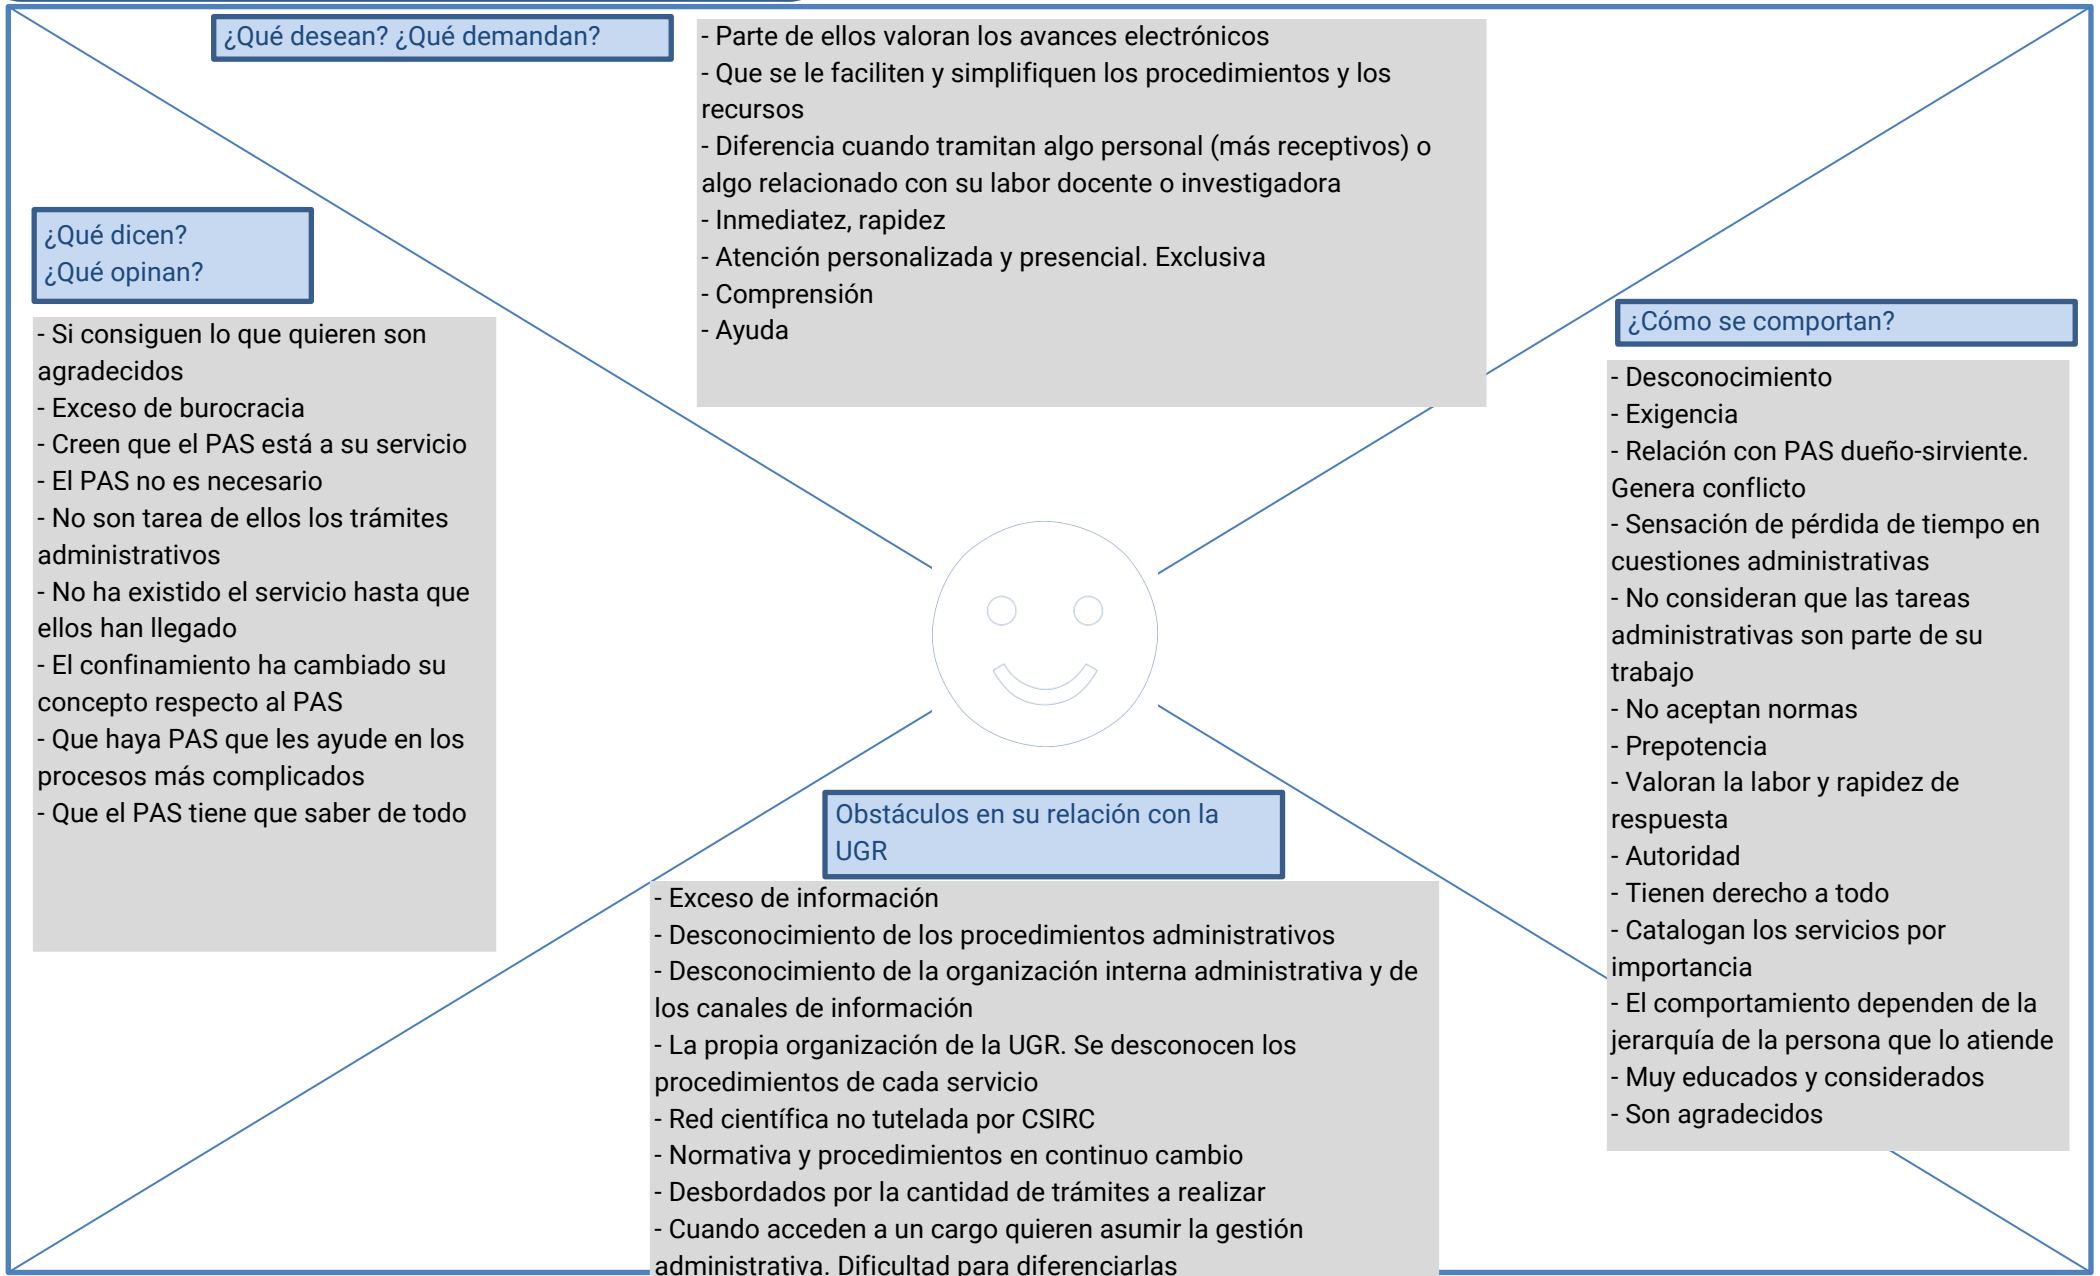 ¿Qué desean? ¿Qué demandan?
- Parte de ellos valoran los avances electrónicos
- Que se le faciliten y simplifiquen los procedimientos y los
recursos
- Diferencia cuando tramitan algo personal (más receptivos) o
algo relacionado con su labor docente o investigadora
- Inmediatez, rapidez
- Atención personalizada y presencial. Exclusiva
- Comprensión
- Ayuda
¿Qué dicen?
¿Qué opinan?
- Si consiguen lo que quieren son
agradecidos
- Exceso de burocracia
- Creen que el PAS está a su servicio
- El PAS no es necesario
- No son tarea de ellos los trámites
administrativos
- No ha existido el servicio hasta que
ellos han llegado
- El confinamiento ha cambiado su
concepto respecto al PAS
- Que haya PAS que les ayude en los
procesos más complicados
- Que el PAS tiene que saber de todo
¿Cómo se comportan?
- Desconocimiento
- Exigencia
- Relación con PAS dueño-sirviente.
Genera conflicto
- Sensación de pérdida de tiempo en
cuestiones administrativas
- No consideran que las tareas
administrativas son parte de su
trabajo
- No aceptan normas
- Prepotencia
- Valoran la labor y rapidez de
respuesta
- Autoridad
- Tienen derecho a todo
- Catalogan los servicios por
importancia
- El comportamiento dependen de la
jerarquía de la persona que lo atiende
- Muy educados y considerados
- Son agradecidos
Obstáculos en su relación con la
UGR
- Exceso de información
- Desconocimiento de los procedimientos administrativos
- Desconocimiento de la organización interna administrativa y de
los canales de información
- La propia organización de la UGR. Se desconocen los
procedimientos de cada servicio
- Red científica no tutelada por CSIRC
- Normativa y procedimientos en continuo cambio
- Desbordados por la cantidad de trámites a realizar
- Cuando acceden a un cargo quieren asumir la gestión
administrativa. Dificultad para diferenciarlas